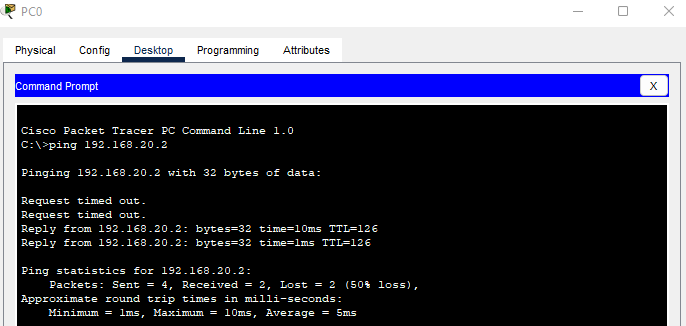 PC0
Physical Config Desktop Programming Attributes
Command Prompt X
Cisco Packet Tracer PC Command Line 1.0
C:\>ping 192.168.20.2
Pinging 192.168.20.2 with 32 bytes of data:
Request timed out.
Request timed out.
Reply from 192.168.20.2: bytes=32 time=10ms TTL=126
Reply from 192.168.20.2: bytes=32 time=1ms TTL=126
Ping statistics for 192.168.20.2:
Packets: Sent = 4, Received = 2, Lost = 2 (50% loss),
Approximate round trip times in milli-seconds:
Minimum = 1ms, Maximum = 10ms, Average = 5ms